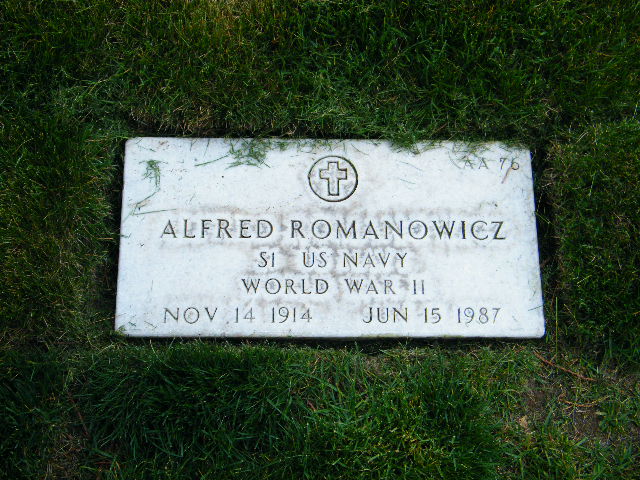 AA 76
ALFRED ROMANOWICZ
S1 US NAVY
WORLD WAR II
NOV 14 1914 JUN 15 1987